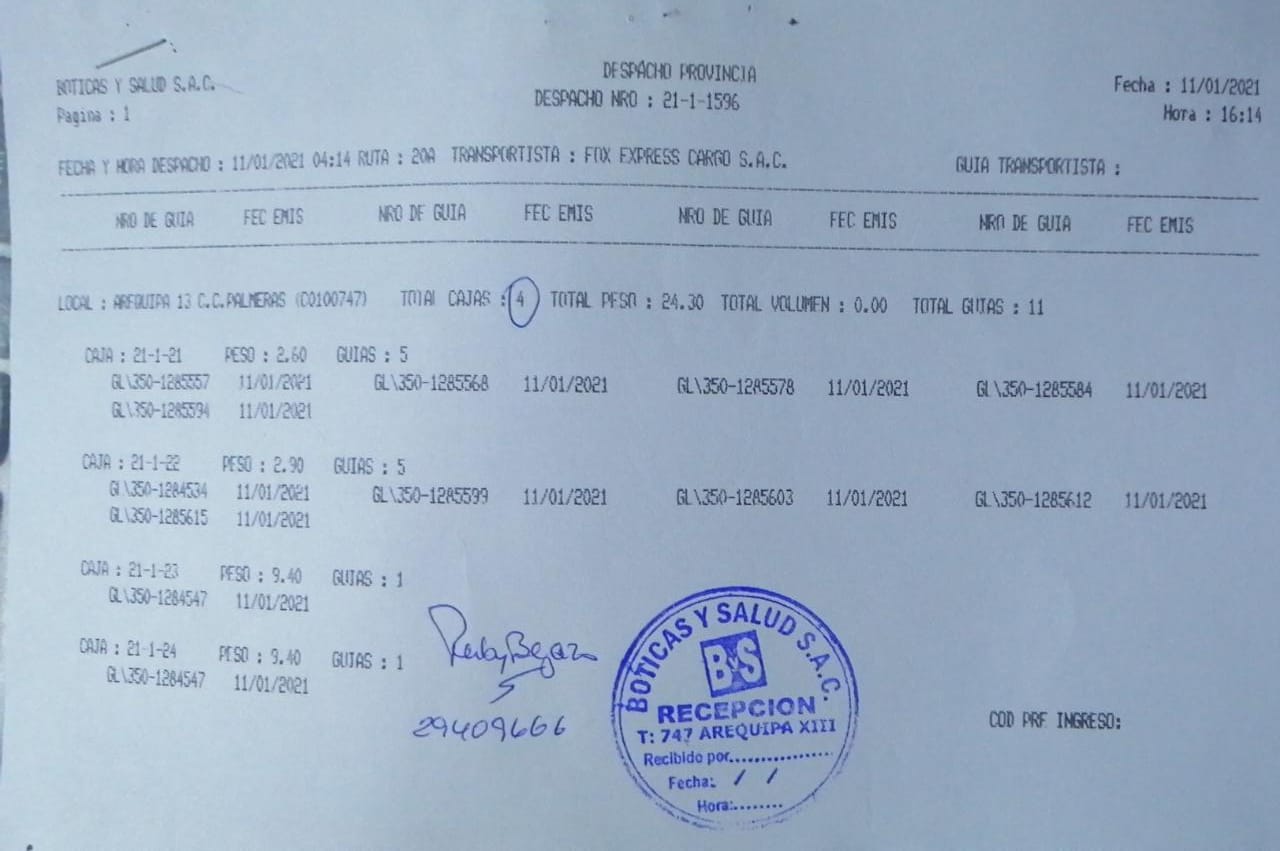 BOTICAS Y SALUD S.A.C.
DESPACHO PROVINCIA
Fecha : 11/01/2021
Pagina : 1
DESPACHO NRO : 21-1-1596
Hora : 16:14
FECHA Y HORA DESPACHO : 11/01/2021 04:14 RUTA : 20A TRANSPORTISTA : FOX EXPRESS CARGO S.A.C. GUIA TRANSPORTISTA :
NRO DE GUIA FEC EMIS NRO DE GUIA FEC EMIS NRO DE GUIA FEC EMIS NRO DE GUIA FEC EMIS
LOCAL : AREQUIPA 13 C.C.PALMERAS (C0100747) TOTAL CAJAS : 4 TOTAL PESO : 24.30 TOTAL VOLUMEN : 0.00 TOTAL GUIAS : 11
CAJA : 21-1-21 PESO : 2.60 GUIAS : 5
GL\350-1285557 11/01/2021 GL\350-1285568 11/01/2021 GL\350-1285578 11/01/2021 GL\350-1285584 11/01/2021
GL\350-1285594 11/01/2021
CAJA : 21-1-22 PESO : 2.90 GUIAS : 5
GL\350-1284534 11/01/2021 GL\350-1285599 11/01/2021 GL\350-1285603 11/01/2021 GL\350-1285612 11/01/2021
GL\350-1285615 11/01/2021
CAJA : 21-1-23 PESO : 9.40 GUIAS : 1
GL\350-1284547 11/01/2021
CAJA : 21-1-24 PESO : 9.40 GUIAS : 1
GL\350-1284547 11/01/2021
29409666
BOTICAS Y SALUD S.A.C.
B&S
RECEPCION
T: 747 AREQUIPA XIII
Recibido por..................
Fecha: / /
Hora:........
COD PRF INGRESO: